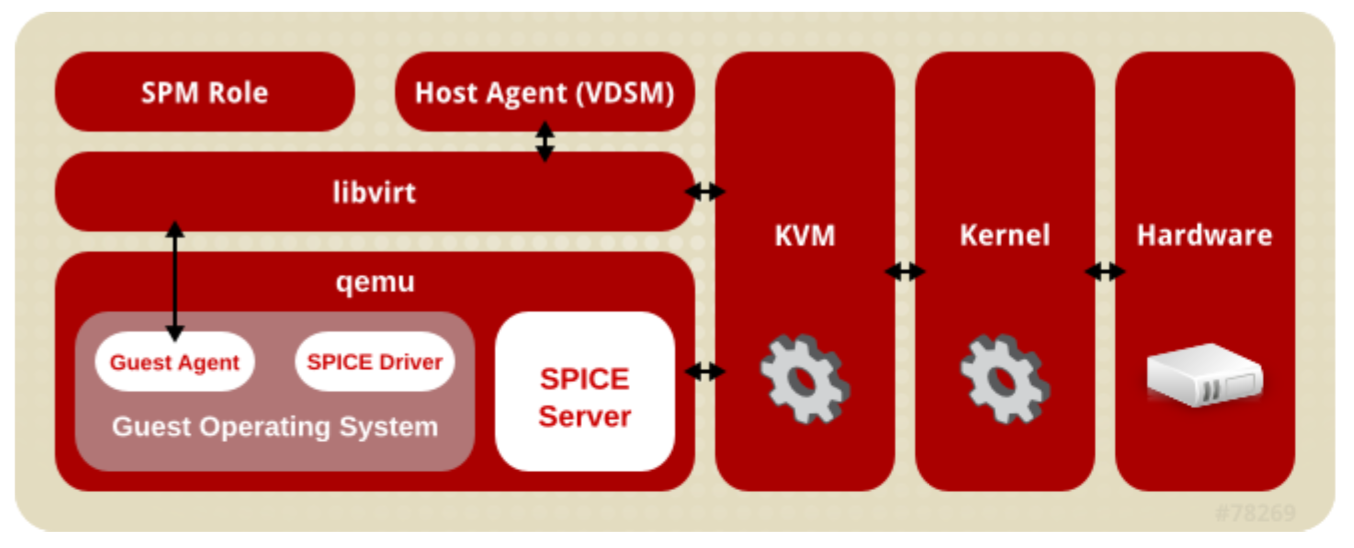 SPM Role
Host Agent (VDSM)
libvirt
qemu
Guest Agent
SPICE Driver
Guest Operating System
SPICE
Server
KVM
Kernel
Hardware
#78269